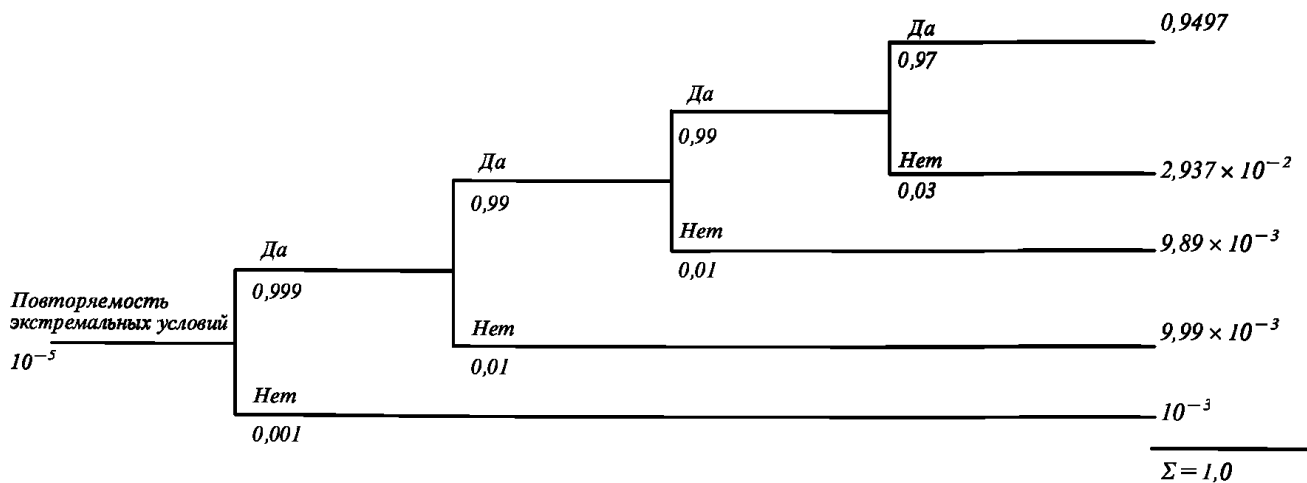 Да
0,97
0,9497
Да
0,99
Нет
0,03
2,937 × 10⁻²
Да
0,99
Нет
0,01
9,89 × 10⁻³
Да
0,999
Нет
0,01
9,99 × 10⁻³
Повторяемость
экстремальных условий
10⁻⁵
Нет
0,001
10⁻³
Σ = 1,0